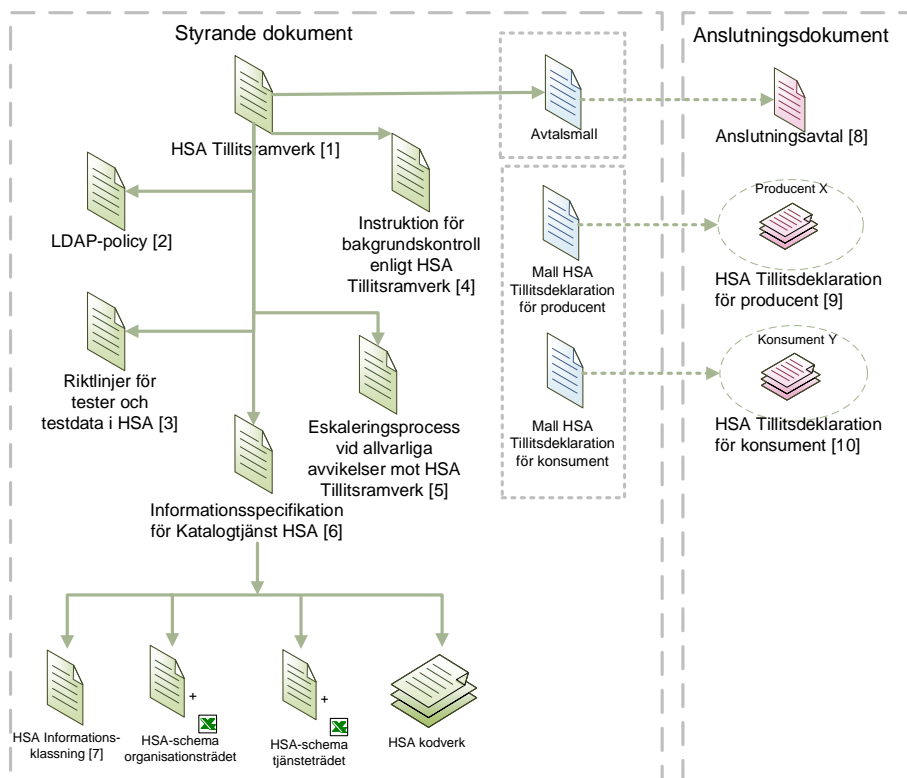 Styrande dokument
Anslutningsdokument
HSA Tillitsramverk [1]
Avtalsmall
Anslutningsavtal [8]
LDAP-policy [2]
Instruktion för
bakgrundskontroll
enligt HSA
Tillitsramverk [4]
Mall HSA
Tillitsdeklaration
för producent
Producent X
HSA Tillitsdeklaration
för producent [9]
Riktlinjer för
tester och
testdata i HSA [3]
Eskaleringsprocess
vid allvarliga
avvikelser mot HSA
Tillitsramverk [5]
Mall HSA
Tillitsdeklaration
för konsument
Konsument Y
HSA Tillitsdeklaration
för konsument [10]
Informationsspecifikation
för Katalogtjänst HSA [6]
HSA Informations-
klassning [7]
+
HSA-schema
organisationsträdet
+
HSA-schema
tjänsteträdet
HSA kodverk